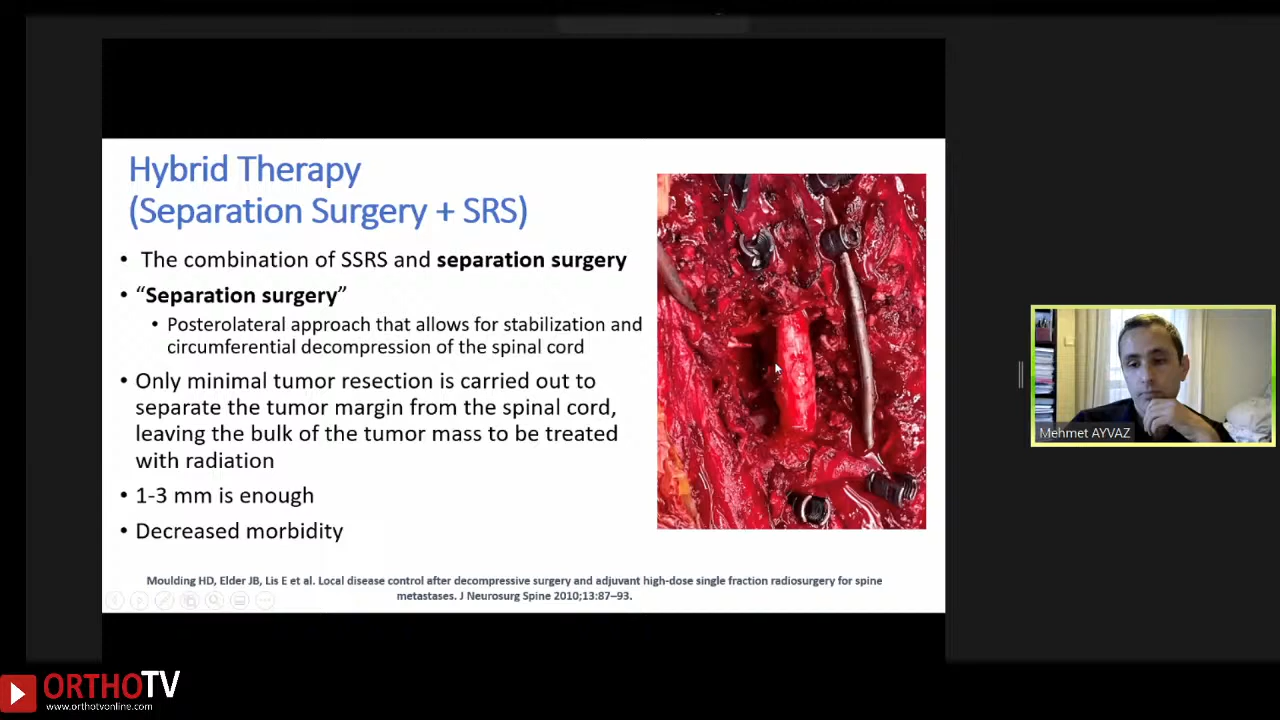 Hybrid Therapy
(Separation Surgery + SRS)
• The combination of SSRS and separation surgery
• “Separation surgery”
• Posterolateral approach that allows for stabilization and
circumferential decompression of the spinal cord
• Only minimal tumor resection is carried out to
separate the tumor margin from the spinal cord,
leaving the bulk of the tumor mass to be treated
with radiation
• 1-3 mm is enough
• Decreased morbidity
Moulding HD, Elder JB, Lis E et al. Local disease control after decompressive surgery and adjuvant high-dose single fraction radiosurgery for spine
metastases. J Neurosurg Spine 2010;13:87–93.
Mehmet AYVAZ
ORTHOTV
www.orthotvonline.com